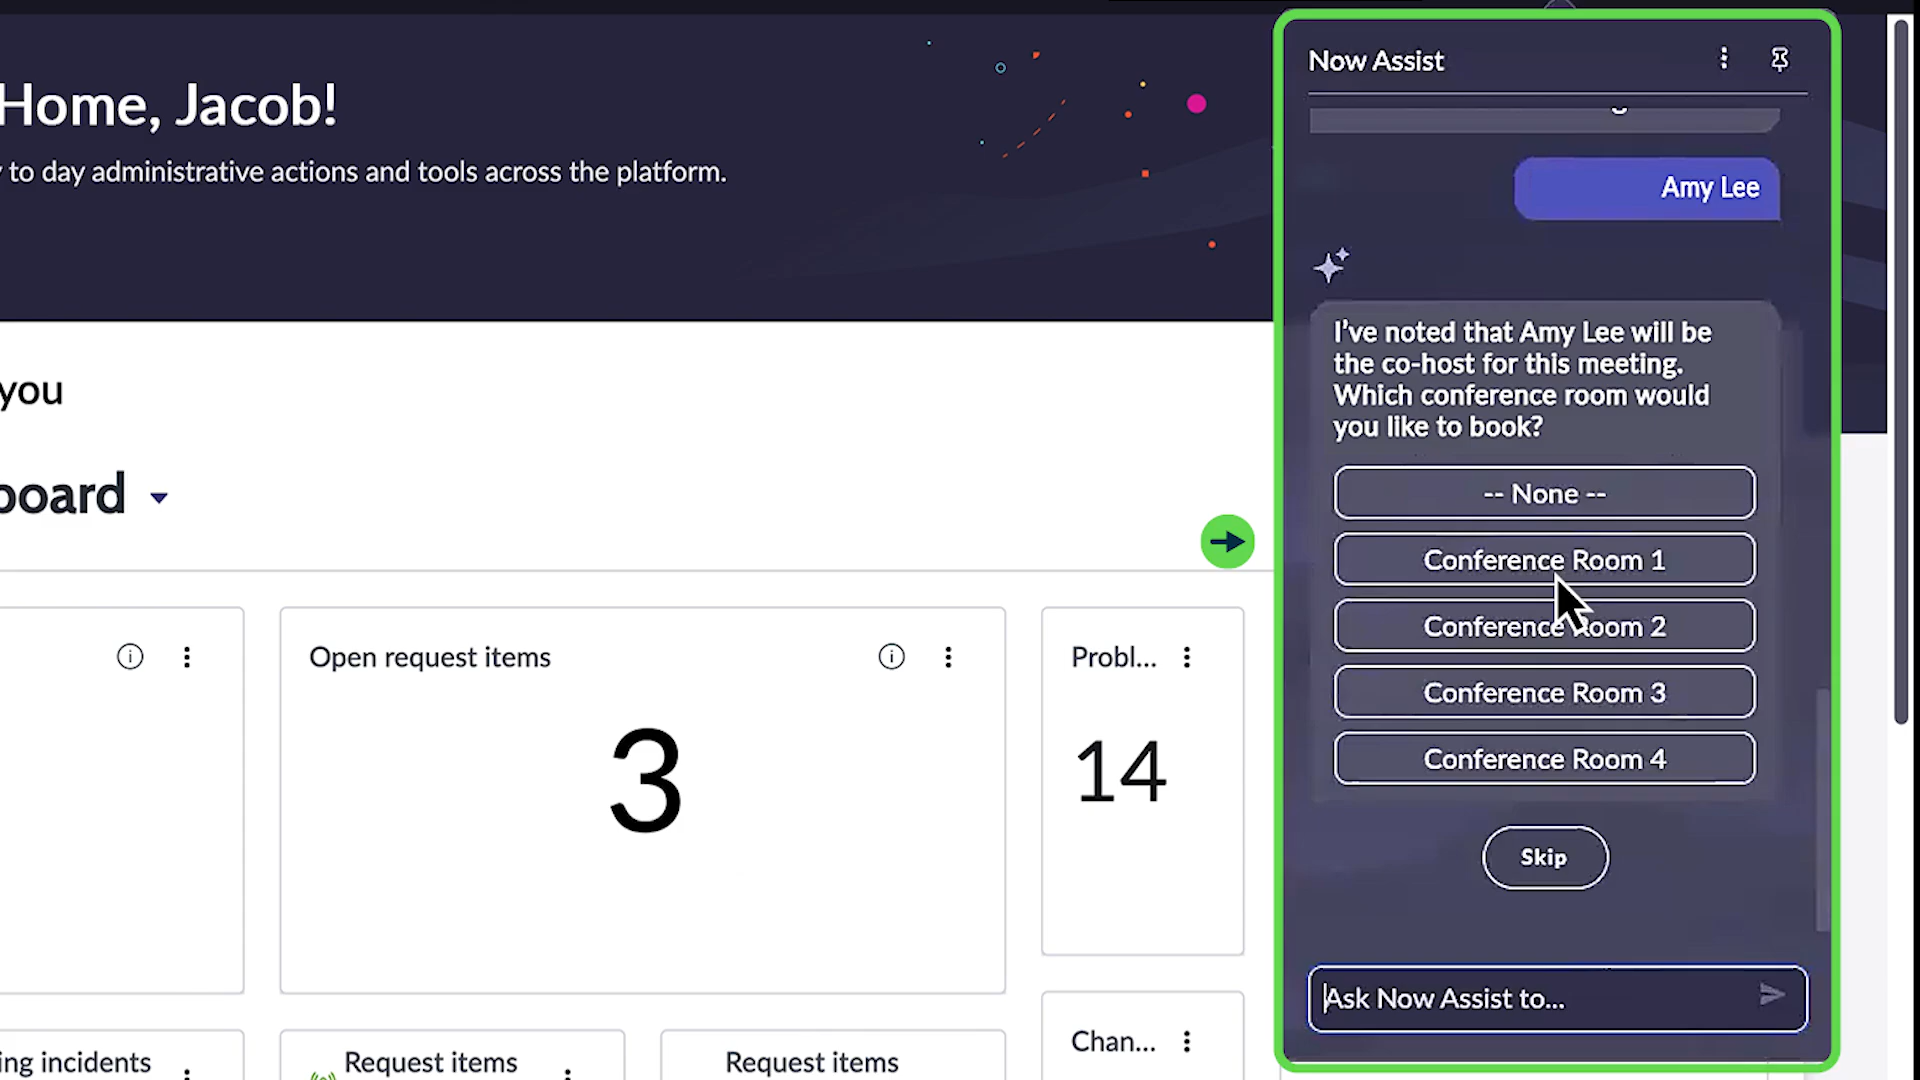 Home, Jacob!
to day administrative actions and tools across the platform.
you
board
Open request items
3
Probl...
14
ing incidents
Request items
Request items
Chan...
Now Assist
Amy Lee
I've noted that Amy Lee will be
the co-host for this meeting.
Which conference room would
you like to book?
-- None --
Conference Room 1
Conference Room 2
Conference Room 3
Conference Room 4
Skip
Ask Now Assist to...